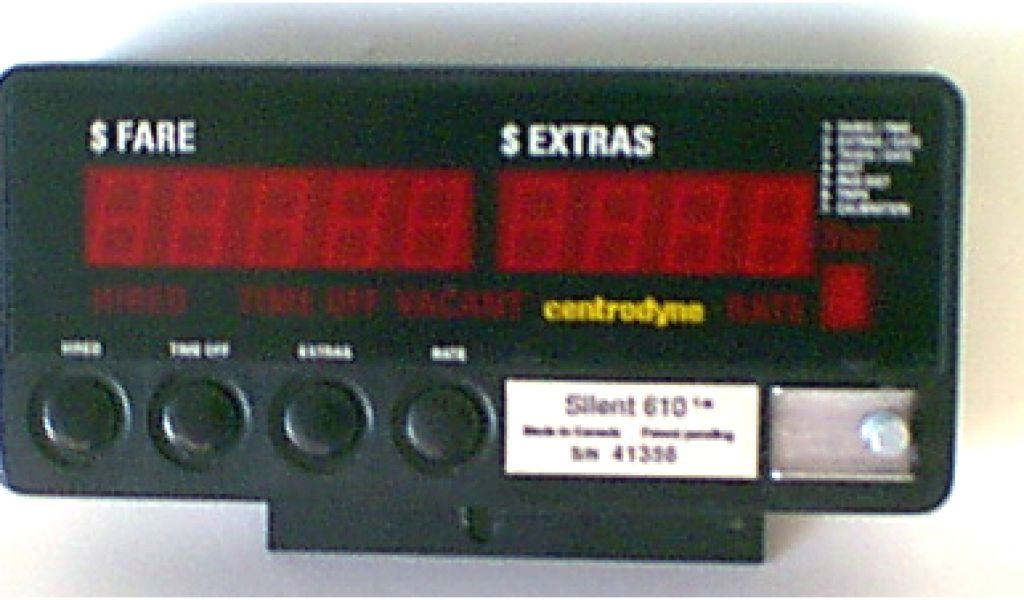 $ FARE
$ EXTRAS
HIRED TIME OFF VACANT centrodyne RATE
HIRED TIME OFF EXTRAS RATE
Silent 610 ™
Made in Canada Patent pending
S/N 41358